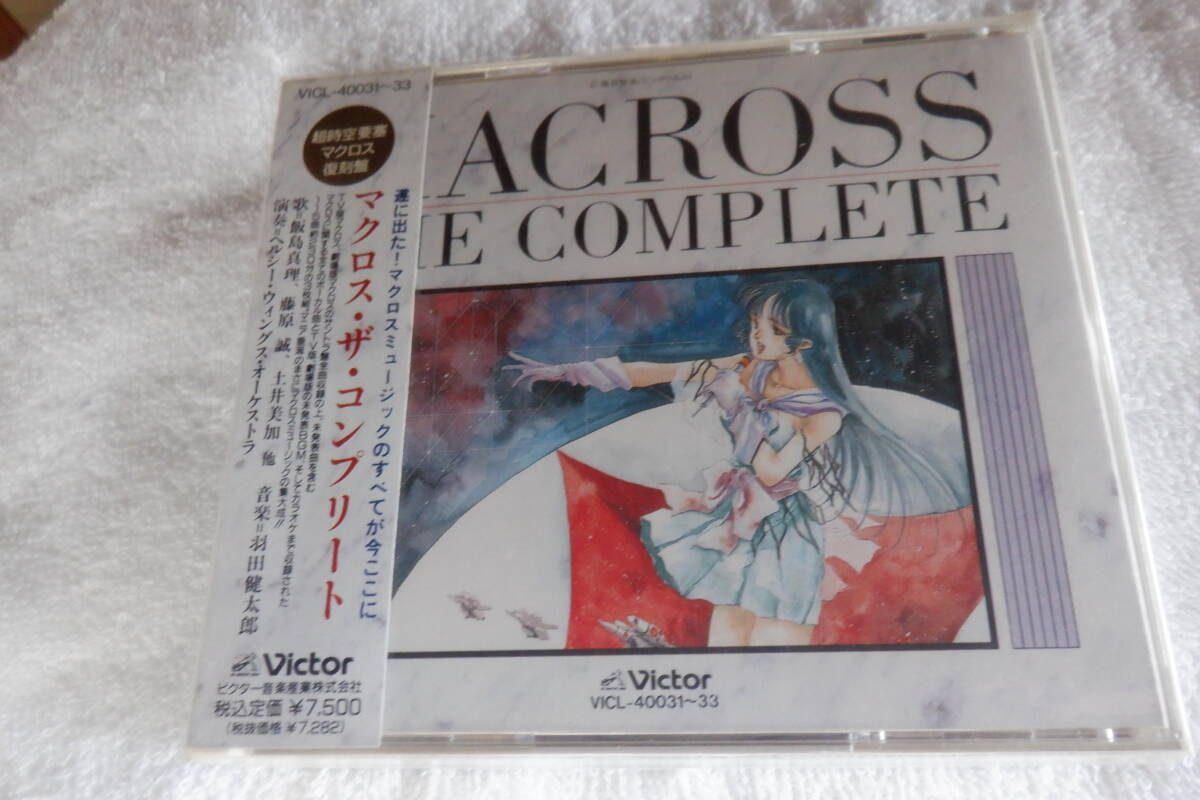 VICL-40031~33
超時空要塞
マクロス
復刻盤
遂に出た!マクロスミュージックのすべてが今ここに
マクロス・ザ・コンプリート
歌=飯島真理、藤原 誠、土井美加 他 音楽=羽田健太郎
演奏=ヘルシー・ウィングス・オーケストラ
Victor
ビクター音楽産業株式会社
税込定価 ¥7,500
(税抜価格 ¥7,282)
ACROSS
E COMPLETE
Victor
VICL-40031~33